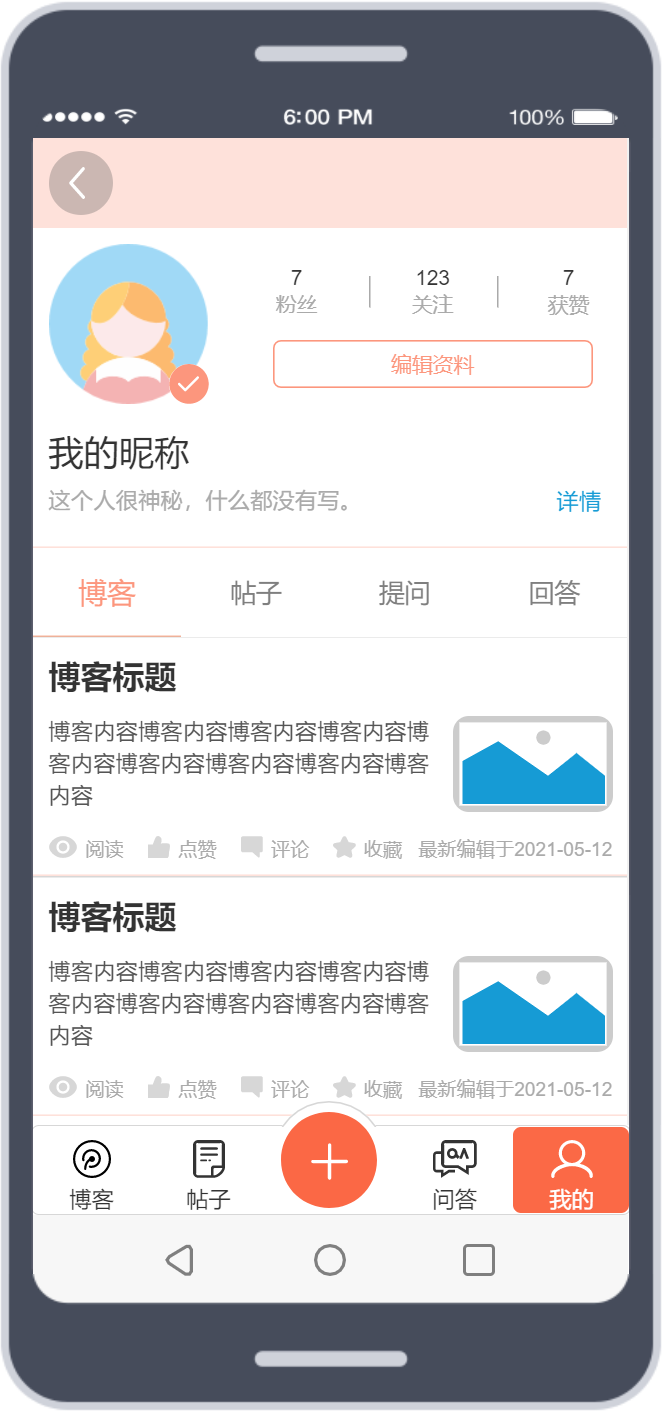 6:00 PM 100%
7 123 7
粉丝 关注 获赞
编辑资料
我的昵称
这个人很神秘，什么都没有写。 详情
博客 帖子 提问 回答
博客标题
博客内容博客内容博客内容博客内容博
客内容博客内容博客内容博客内容博客
内容
阅读 点赞 评论 收藏 最新编辑于2021-05-12
博客标题
博客内容博客内容博客内容博客内容博
客内容博客内容博客内容博客内容博客
内容
阅读 点赞 评论 收藏 最新编辑于2021-05-12
博客 帖子 问答 我的